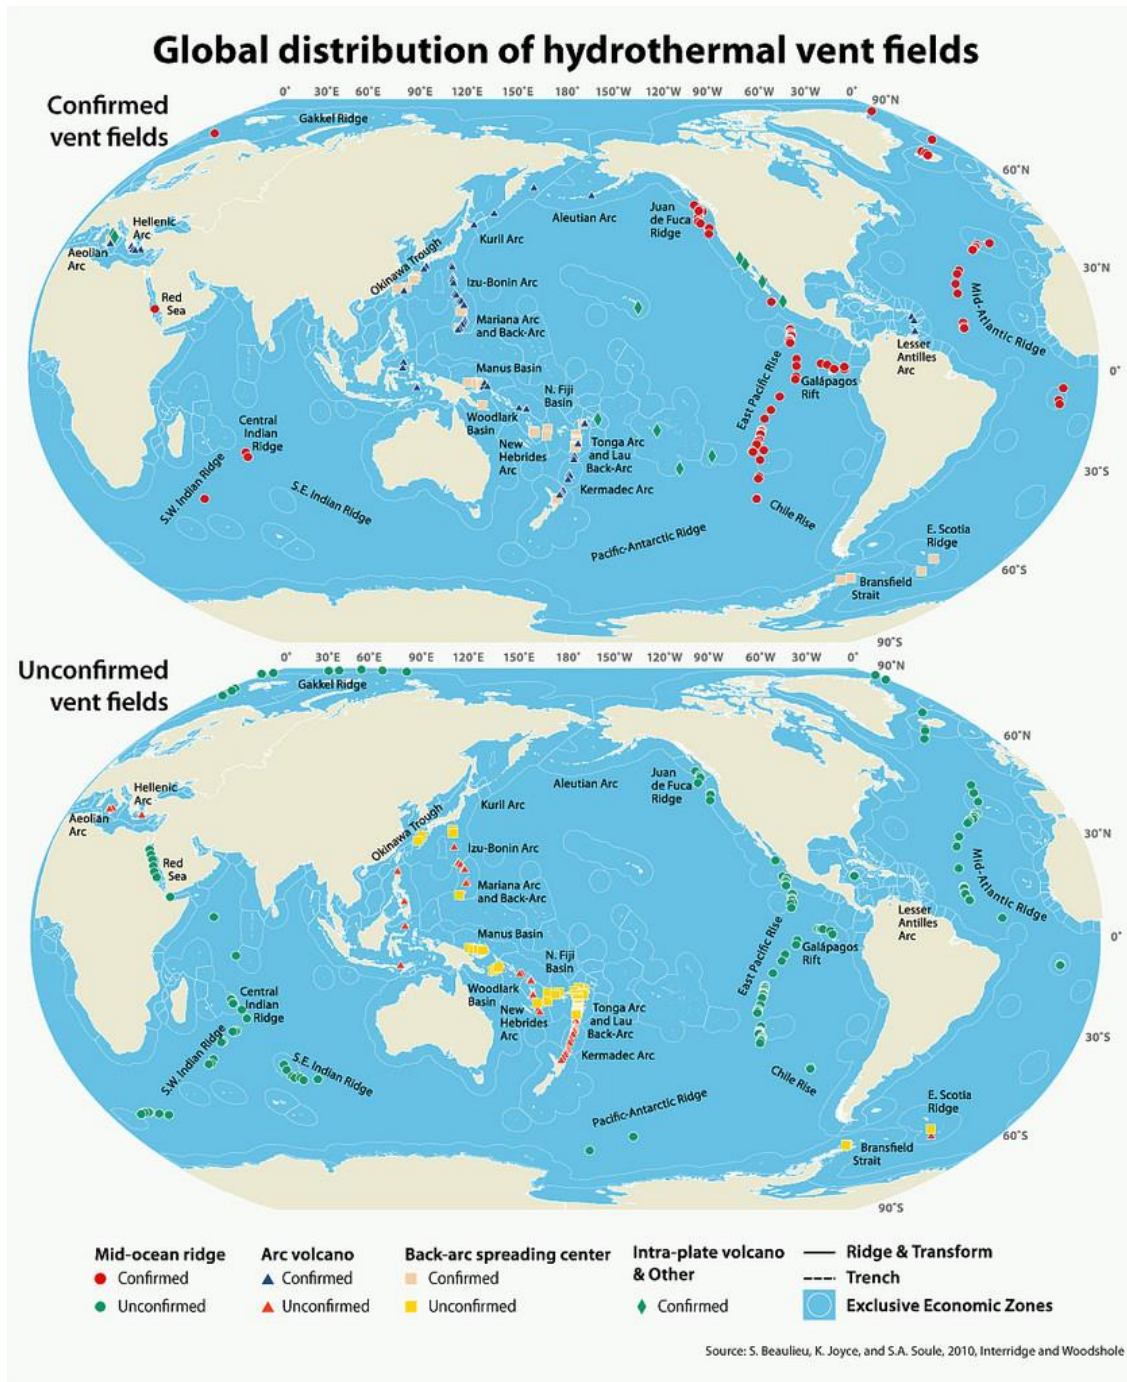 Global distribution of hydrothermal vent fields
Confirmed
vent fields
0° 30°E 60°E 90°E 120°E 150°E 180° 150°W 120°W 90°W 60°W 30°W 0° 90°N
Gakkel Ridge
60°N
Hellenic
Arc
Aeolian
Arc
Red
Sea
Okinawa Trough
Kuril Arc
Aleutian Arc
Juan
de Fuca
Ridge
Izu-Bonin Arc
Mariana Arc
and Back-Arc
30°N
Mid-Atlantic Ridge
Lesser
Antilles
Arc
0°
Manus Basin
N. Fiji
Basin
Woodlark
Basin
New
Hebrides
Arc
Tonga Arc
and Lau
Back-Arc
Kermadec Arc
East Pacific Rise
Galápagos
Rift
Central
Indian
Ridge
S.W. Indian Ridge
S.E. Indian Ridge
30°S
Chile Rise
Pacific-Antarctic Ridge
E. Scotia
Ridge
60°S
Bransfield
Strait
90°S
Unconfirmed
vent fields
0° 30°E 60°E 90°E 120°E 150°E 180° 150°W 120°W 90°W 60°W 30°W 0° 90°N
Gakkel Ridge
60°N
Hellenic
Arc
Aeolian
Arc
Red
Sea
Okinawa Trough
Kuril Arc
Aleutian Arc
Juan
de Fuca
Ridge
Izu-Bonin Arc
Mariana Arc
and Back-Arc
30°N
Mid-Atlantic Ridge
Lesser
Antilles
Arc
0°
Manus Basin
N. Fiji
Basin
Woodlark
Basin
New
Hebrides
Arc
Tonga Arc
and Lau
Back-Arc
Kermadec Arc
East Pacific Rise
Galápagos
Rift
Central
Indian
Ridge
S.W. Indian Ridge
S.E. Indian Ridge
30°S
Chile Rise
Pacific-Antarctic Ridge
E. Scotia
Ridge
60°S
Bransfield
Strait
90°S
Mid-ocean ridge
Confirmed
Unconfirmed
Arc volcano
Confirmed
Unconfirmed
Back-arc spreading center
Confirmed
Unconfirmed
Intra-plate volcano
& Other
Confirmed
Ridge & Transform
Trench
Exclusive Economic Zones
Source: S. Beaulieu, K. Joyce, and S.A. Soule, 2010, Interridge and Woodshole